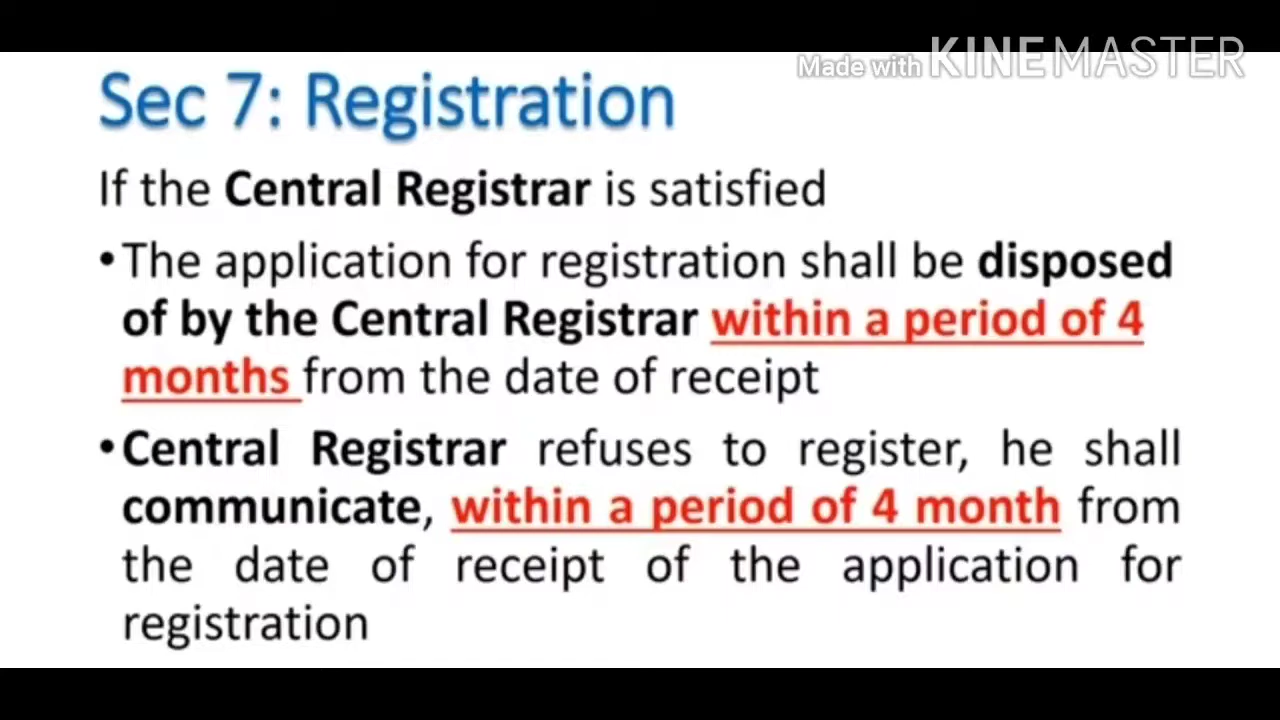 Made with KINEMASTER
Sec 7: Registration
If the Central Registrar is satisfied
•The application for registration shall be disposed
of by the Central Registrar within a period of 4
months from the date of receipt
•Central Registrar refuses to register, he shall
communicate, within a period of 4 month from
the date of receipt of the application for
registration